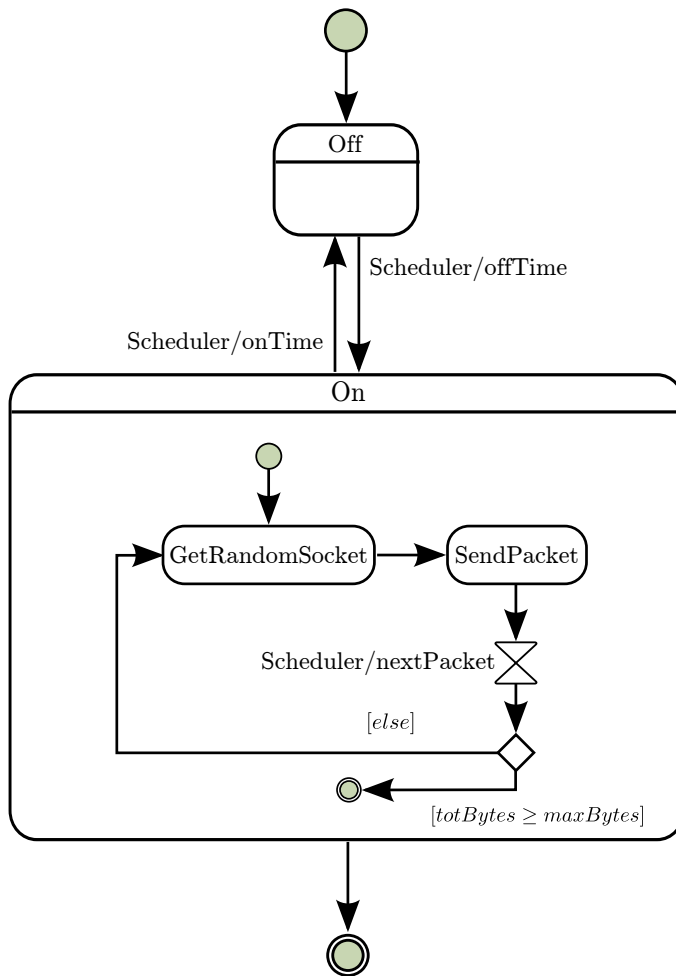 Off
Scheduler/offTime
Scheduler/onTime
On
GetRandomSocket
SendPacket
Scheduler/nextPacket
[else]
[totBytes ≥ maxBytes]